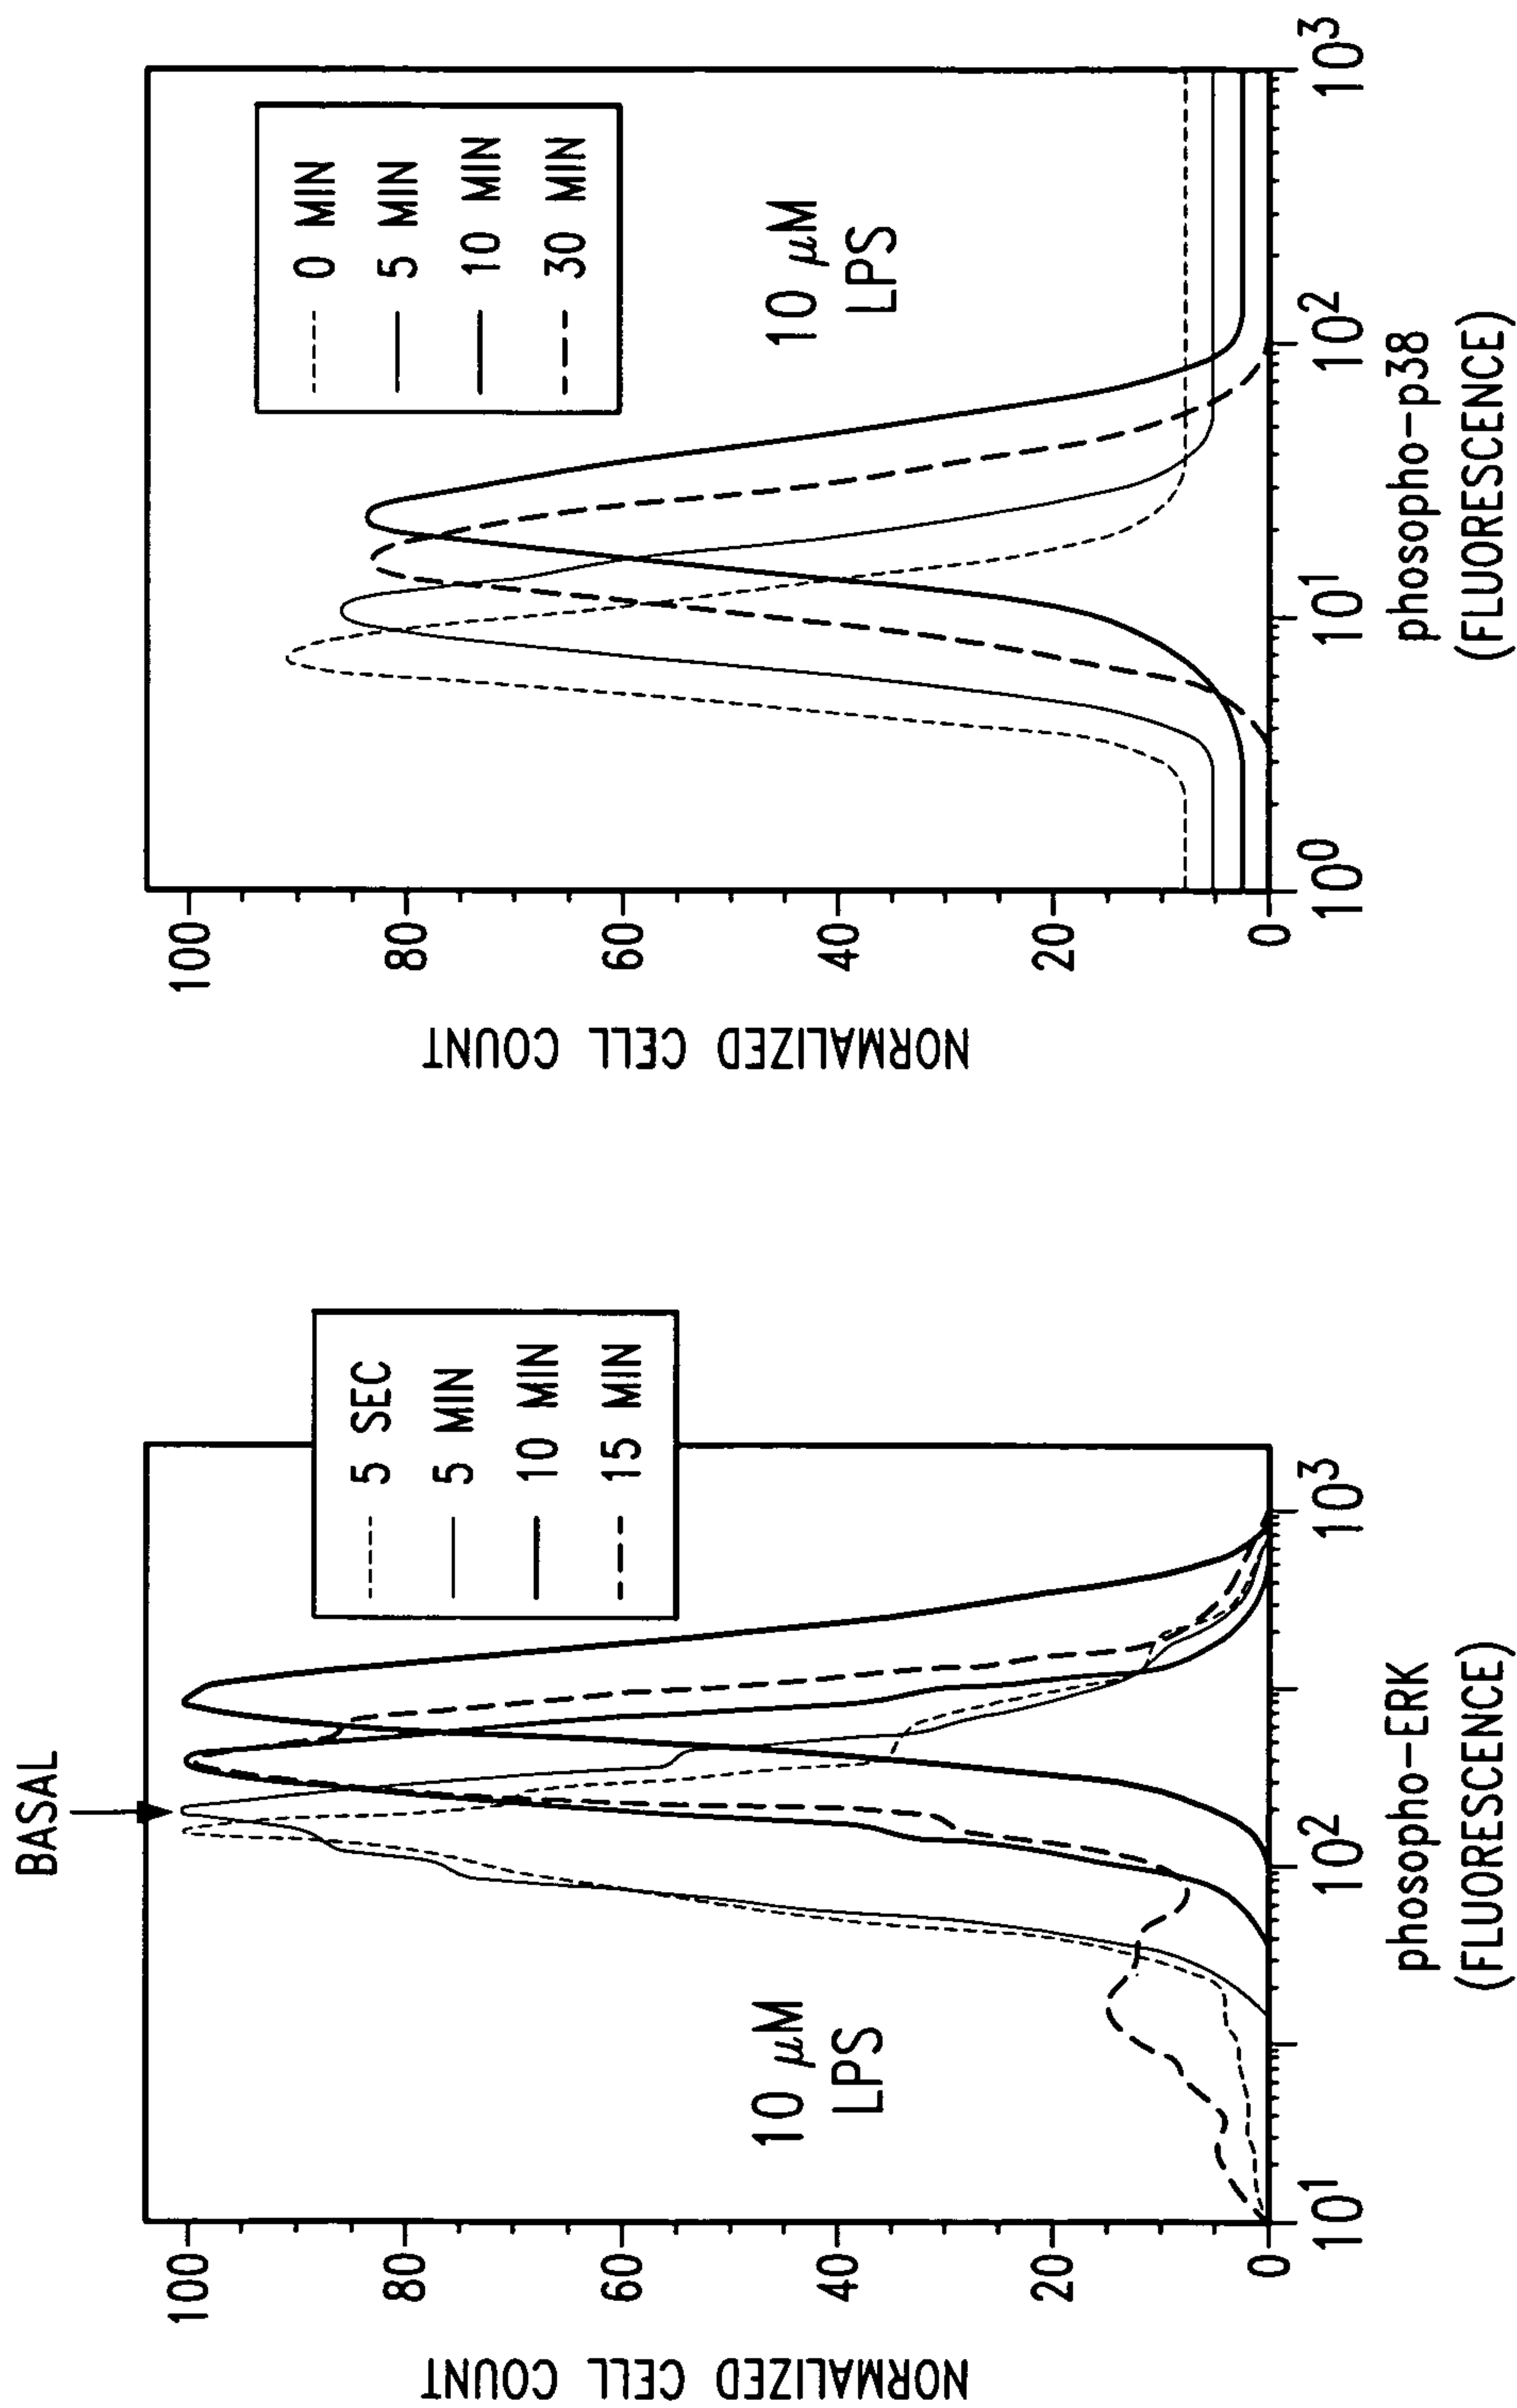 BASAL
100
80
60
40
20
0
NORMALIZED CELL COUNT
5 SEC
5 MIN
10 MIN
15 MIN
10 μM
LPS
10¹
10²
10³
phosopho-ERK
(FLUORESCENCE)
100
80
60
40
20
0
NORMALIZED CELL COUNT
0 MIN
5 MIN
10 MIN
30 MIN
10 μM
LPS
10⁰
10¹
10²
10³
phosopho-p38
(FLUORESCENCE)